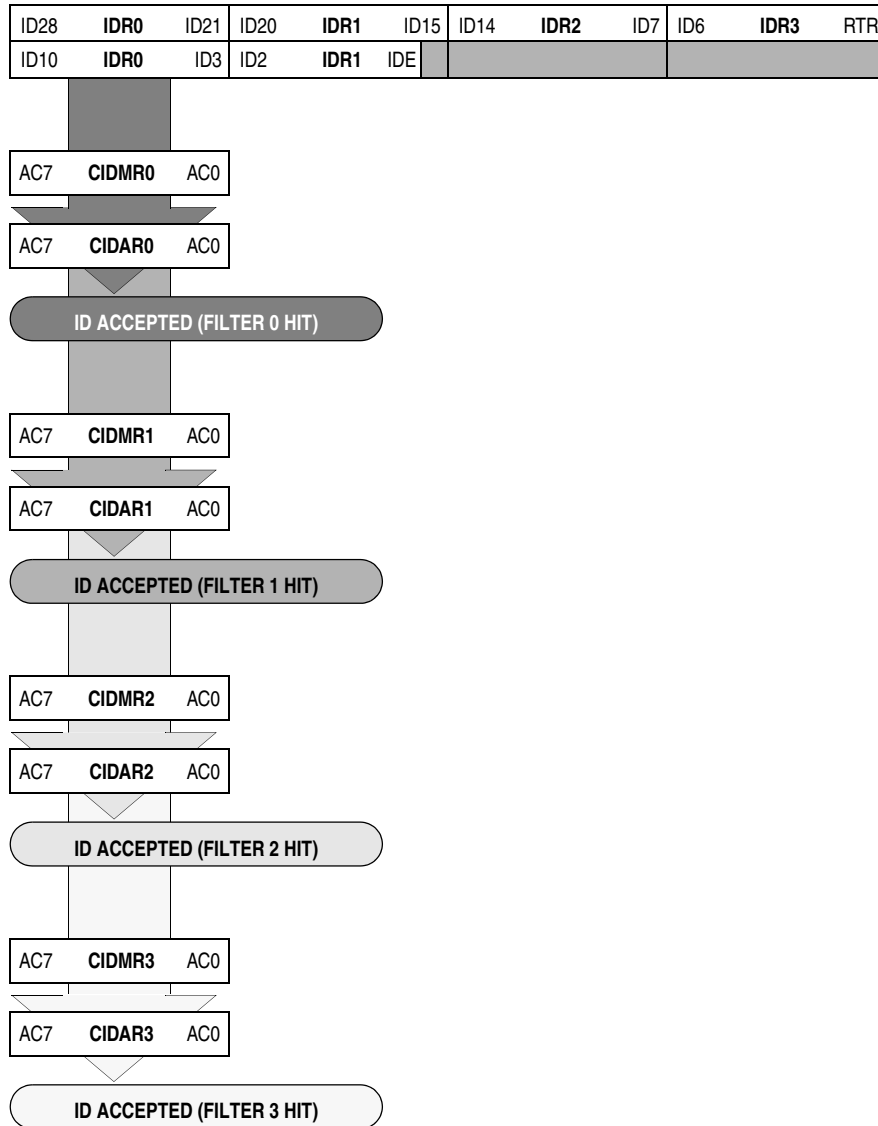 ID28 IDR0 ID21 ID20 IDR1 ID15 ID14 IDR2 ID7 ID6 IDR3 RTR
ID10 IDR0 ID3 ID2 IDR1 IDE
AC7 CIDMR0 AC0
AC7 CIDAR0 AC0
ID ACCEPTED (FILTER 0 HIT)
AC7 CIDMR1 AC0
AC7 CIDAR1 AC0
ID ACCEPTED (FILTER 1 HIT)
AC7 CIDMR2 AC0
AC7 CIDAR2 AC0
ID ACCEPTED (FILTER 2 HIT)
AC7 CIDMR3 AC0
AC7 CIDAR3 AC0
ID ACCEPTED (FILTER 3 HIT)